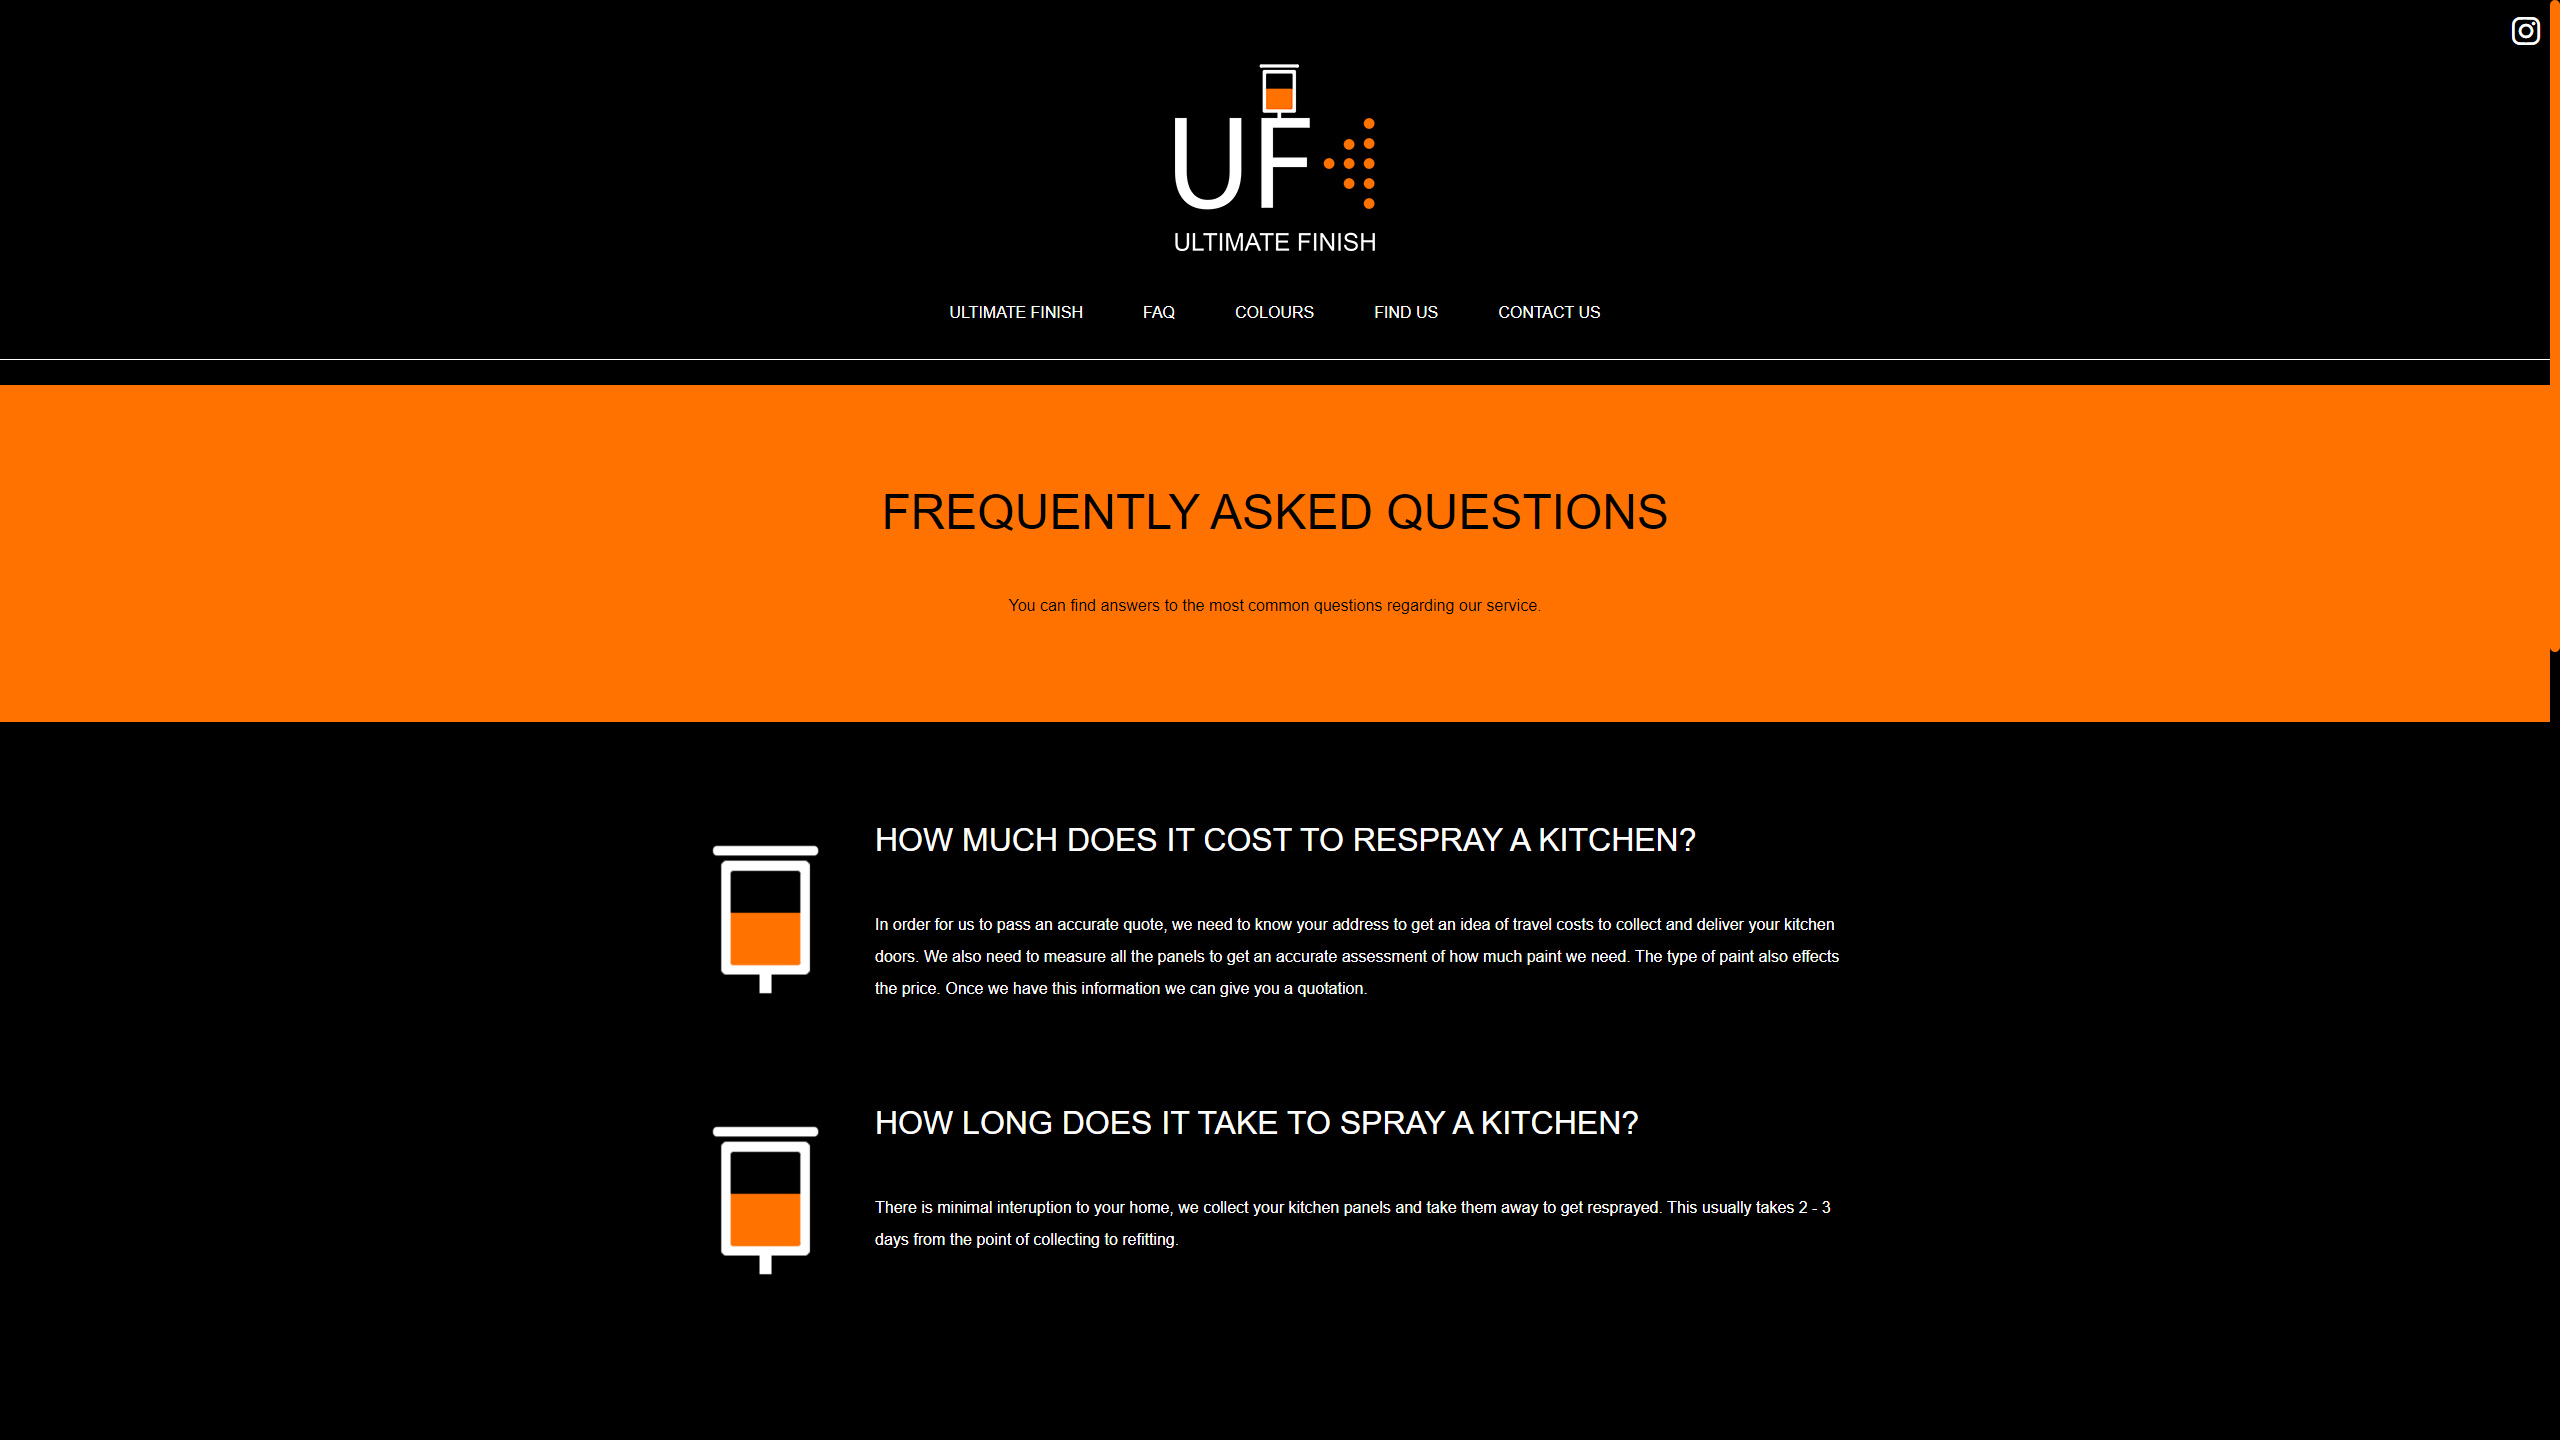 UF
ULTIMATE FINISH
ULTIMATE FINISH FAQ COLOURS FIND US CONTACT US
FREQUENTLY ASKED QUESTIONS
You can find answers to the most common questions regarding our service.
HOW MUCH DOES IT COST TO RESPRAY A KITCHEN?
In order for us to pass an accurate quote, we need to know your address to get an idea of travel costs to collect and deliver your kitchen
doors. We also need to measure all the panels to get an accurate assessment of how much paint we need. The type of paint also effects
the price. Once we have this information we can give you a quotation.
HOW LONG DOES IT TAKE TO SPRAY A KITCHEN?
There is minimal interuption to your home, we collect your kitchen panels and take them away to get resprayed. This usually takes 2 - 3
days from the point of collecting to refitting.